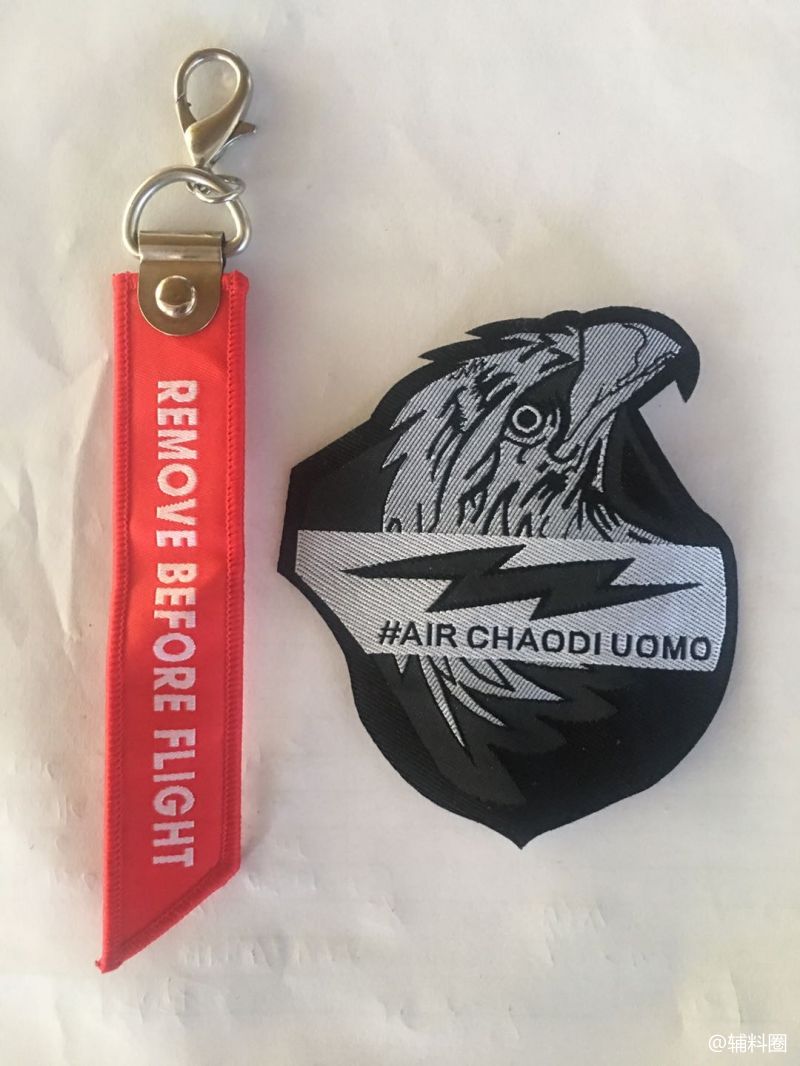 REMOVE BEFORE FLIGHT
#AIR CHAODI UOMO
@辅料圈